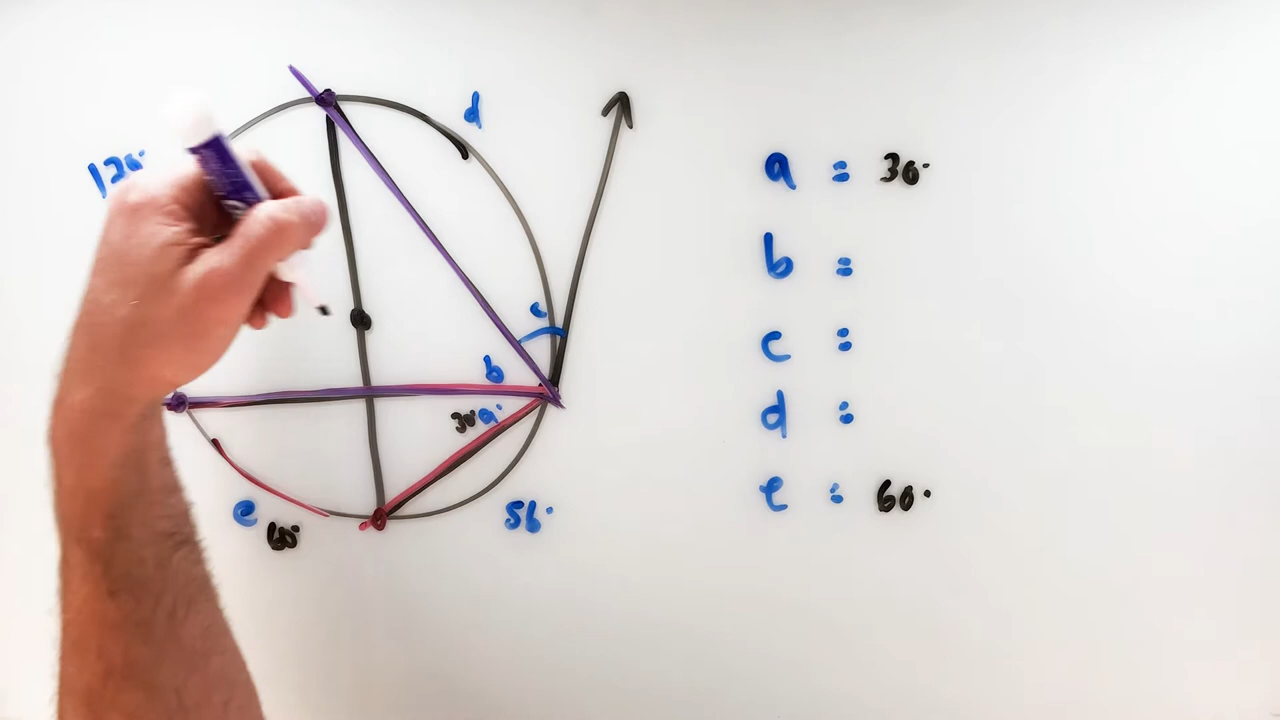 d
120°
a = 30°
b =
c =
d =
e = 60°
c
b
30° a
e
60°
56°